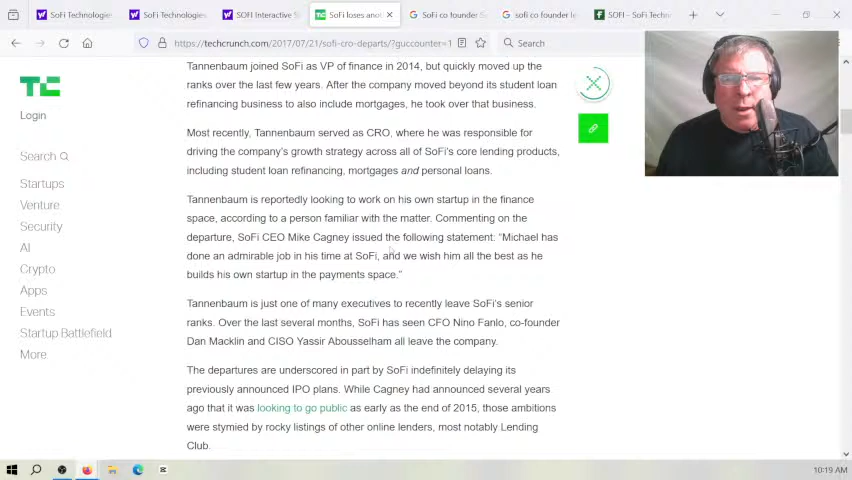 SoFi Technologies
SoFi Technologies
SOFI Interactive St
SoFi loses anot
SoFi co founder S
sofi co founder le
SOFI - SoFi Techn
https://techcrunch.com/2017/07/21/sofi-cro-departs/?guccounter=1
Search
TC
Login
Search
Startups
Venture
Security
AI
Crypto
Apps
Events
Startup Battlefield
More
Tannenbaum joined SoFi as VP of finance in 2014, but quickly moved up the
ranks over the last few years. After the company moved beyond its student loan
refinancing business to also include mortgages, he took over that business.
Most recently, Tannenbaum served as CRO, where he was responsible for
driving the company's growth strategy across all of SoFi's core lending products,
including student loan refinancing, mortgages and personal loans.
Tannenbaum is reportedly looking to work on his own startup in the finance
space, according to a person familiar with the matter. Commenting on the
departure, SoFi CEO Mike Cagney issued the following statement: “Michael has
done an admirable job in his time at SoFi, and we wish him all the best as he
builds his own startup in the payments space.”
Tannenbaum is just one of many executives to recently leave SoFi's senior
ranks. Over the last several months, SoFi has seen CFO Nino Fanlo, co-founder
Dan Macklin and CISO Yassir Abousselham all leave the company.
The departures are underscored in part by SoFi indefinitely delaying its
previously announced IPO plans. While Cagney had announced several years
ago that it was looking to go public as early as the end of 2015, those ambitions
were stymied by rocky listings of other online lenders, most notably Lending
Club.
10:19 AM